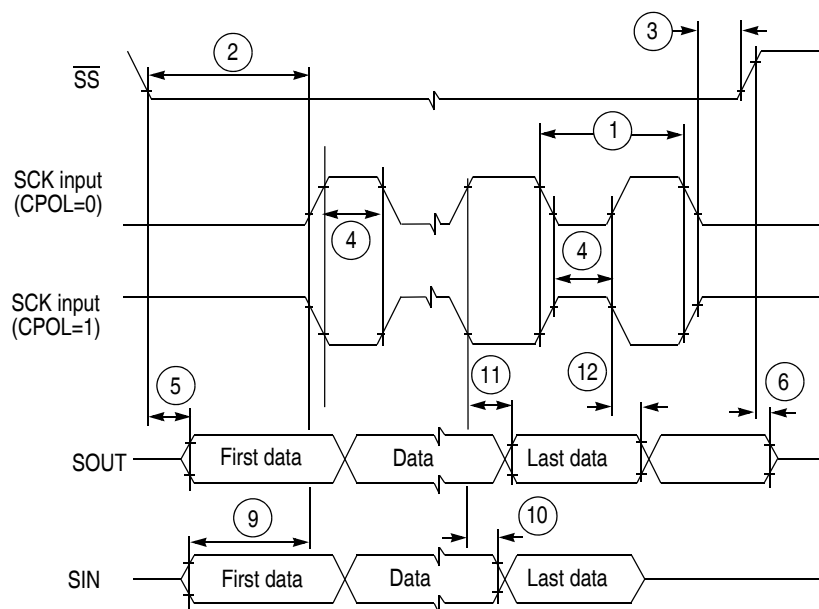 3
2
SS
1
SCK input
(CPOL=0)
4
4
SCK input
(CPOL=1)
5
11
12
6
SOUT
First data
Data
Last data
9
10
SIN
First data
Data
Last data